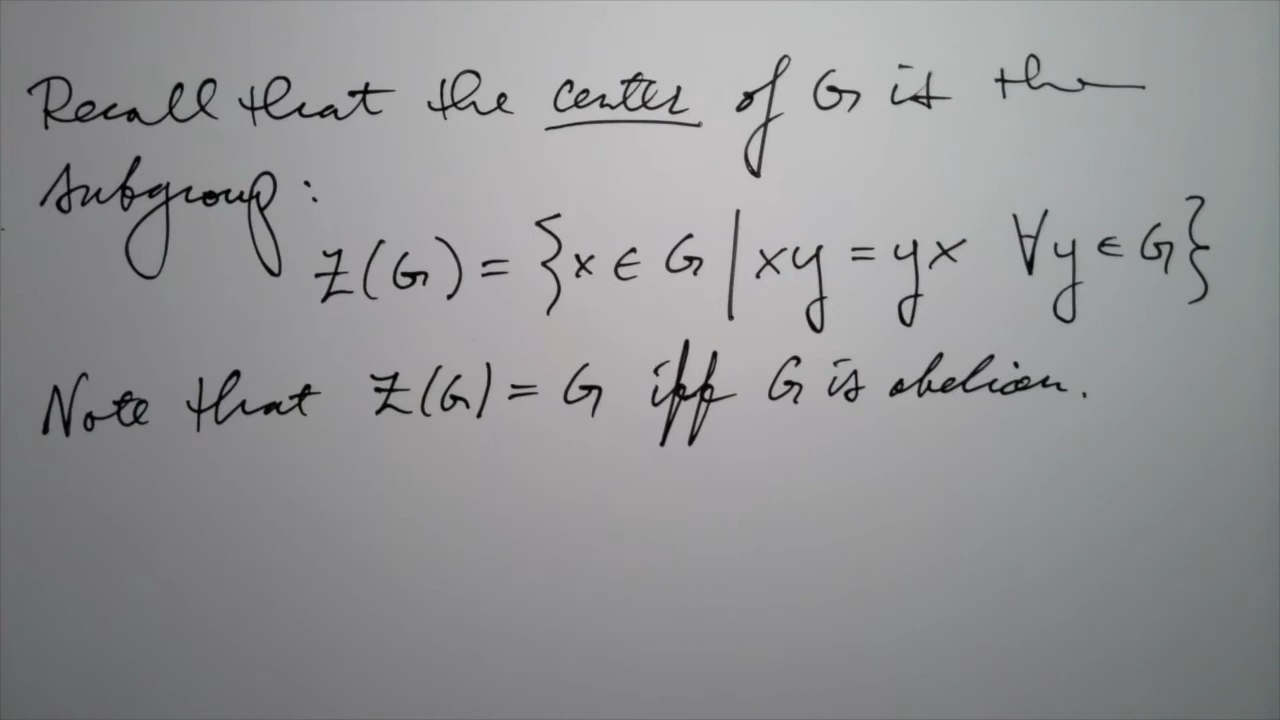 Recall that the center of G is the
subgroup:
Z(G) = {x ∈ G | xy = yx ∀y ∈ G}
Note that Z(G) = G iff G is abelian.